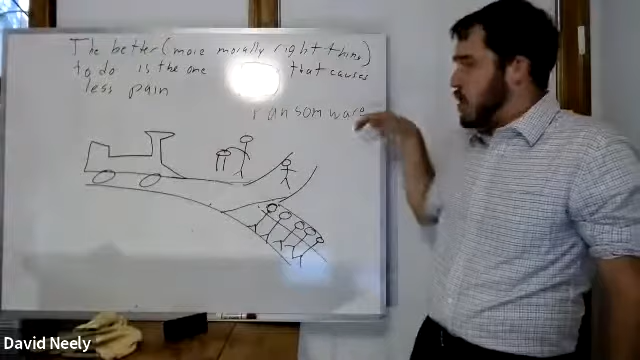 The better (more morally right thing)
to do is the one that causes
less pain
ransomware
David Neely